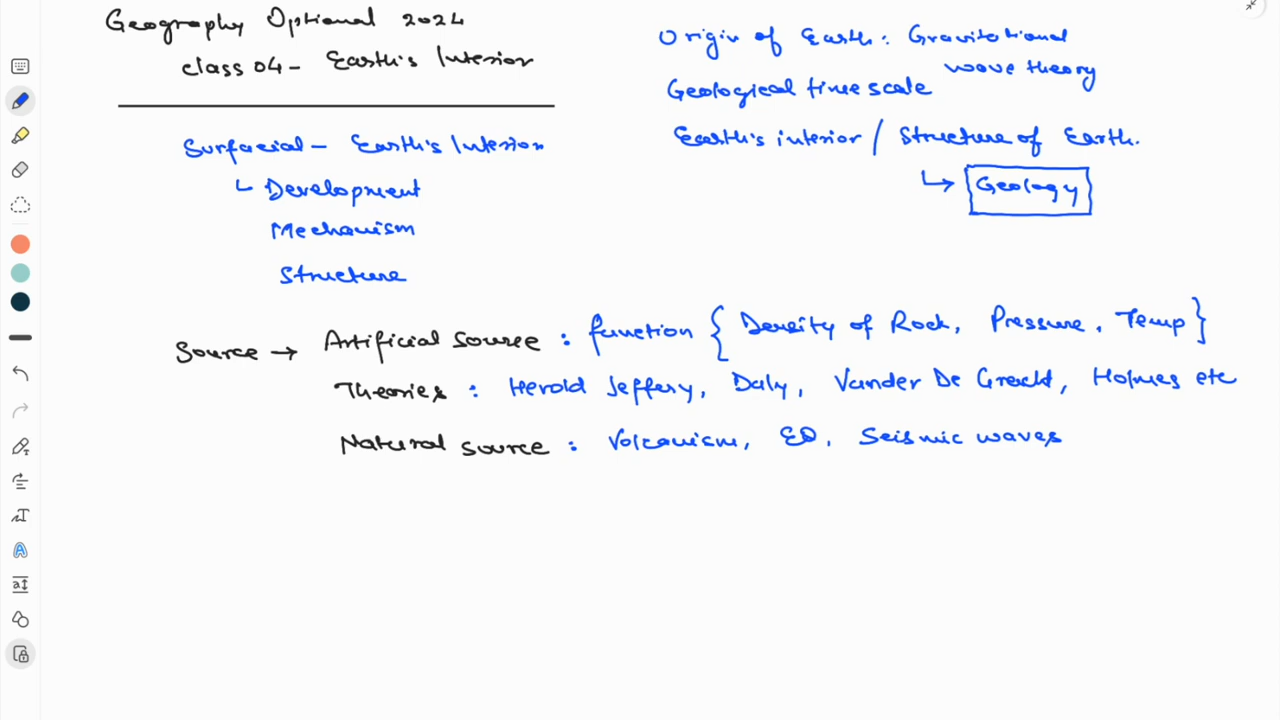 Geography Optional 2024
Class 04 - Earth's Interior
Surfacial - Earth's Interior
Development
Mechanism
Structure
Origin of Earth : Gravitational
wave theory
Geological time scale
Earth's interior / Structure of Earth.
Geology
Source → Artificial source : function { Density of Rock, Pressure, Temp }
Theories : Herold Jeffery, Daly, Vander De Gracht, Holmes etc
Natural source : Volcanism, EQ, Seismic waves